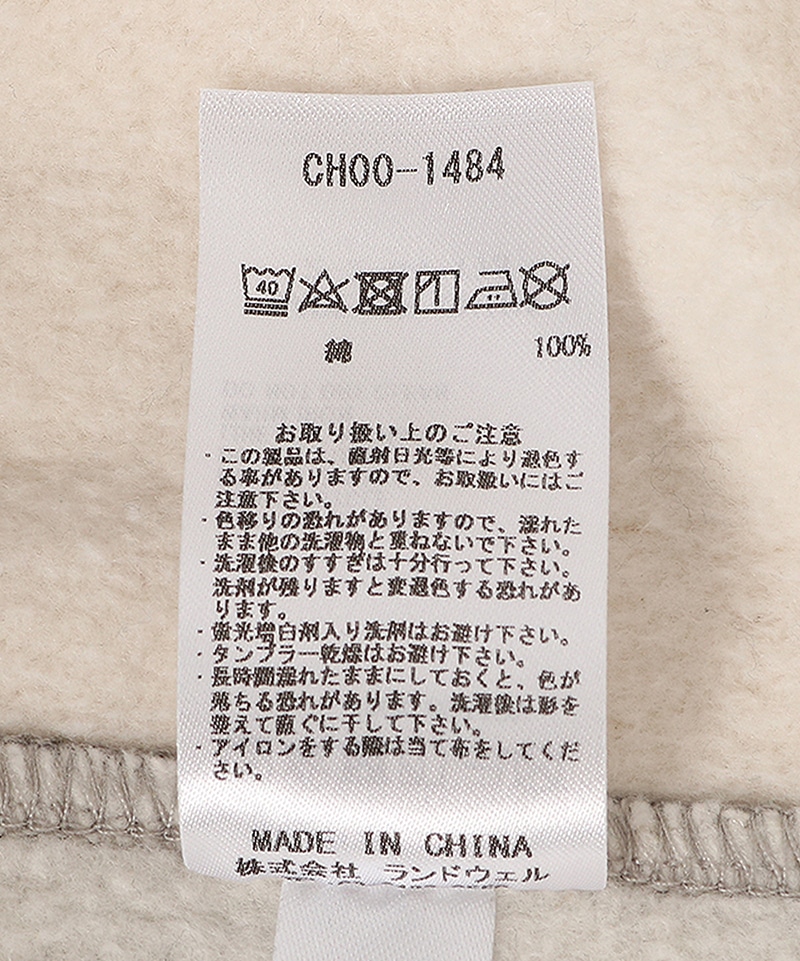 CH00-1484
40
綿 100%
お取り扱い上のご注意
・この製品は、直射日光等により退色す
る事がありますので、お取扱いにはご
注意下さい。
・色移りの恐れがありますので、濡れた
まま他の洗濯物と重ねないで下さい。
・洗濯後のすすぎは十分行って下さい。
洗剤が残りますと変退色する恐れがあ
ります。
・蛍光増白剤入り洗剤はお避け下さい。
・タンブラー乾燥はお避け下さい。
・長時間濡れたままにしておくと、色が
落ちる恐れがあります。洗濯後は形を
整えて直ぐに干して下さい。
・アイロンをする際は当て布をしてくだ
さい。
MADE IN CHINA
株式会社 ランドウェル